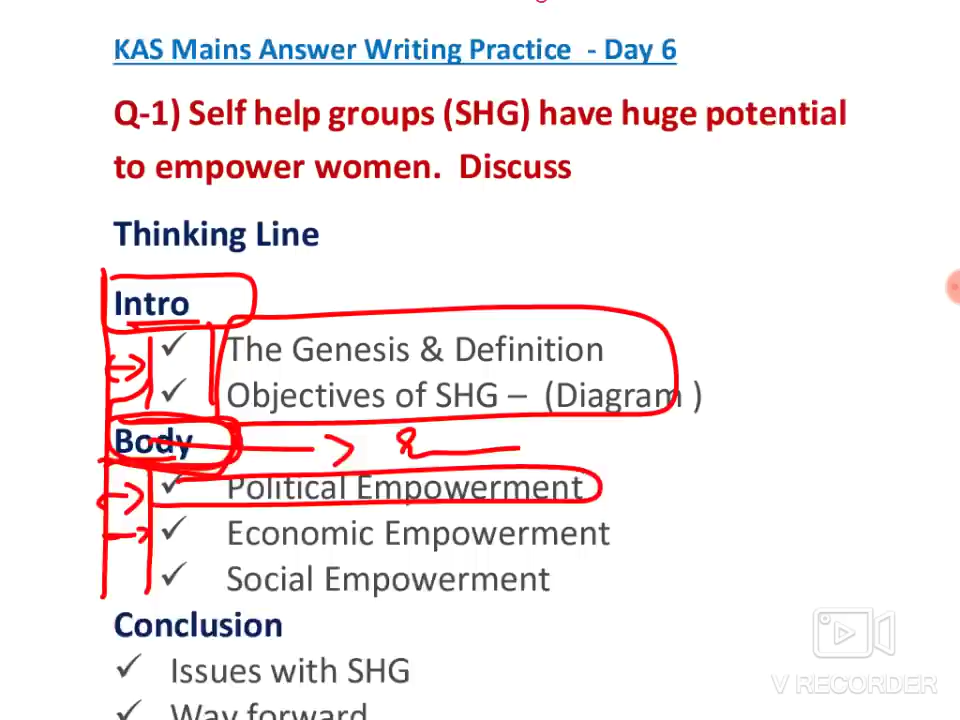 KAS Mains Answer Writing Practice - Day 6
Q-1) Self help groups (SHG) have huge potential
to empower women. Discuss
Thinking Line
Intro
✓ The Genesis & Definition
✓ Objectives of SHG – (Diagram )
Body
✓ Political Empowerment
✓ Economic Empowerment
✓ Social Empowerment
Conclusion
✓ Issues with SHG
✓ Way forward
V RECORDER